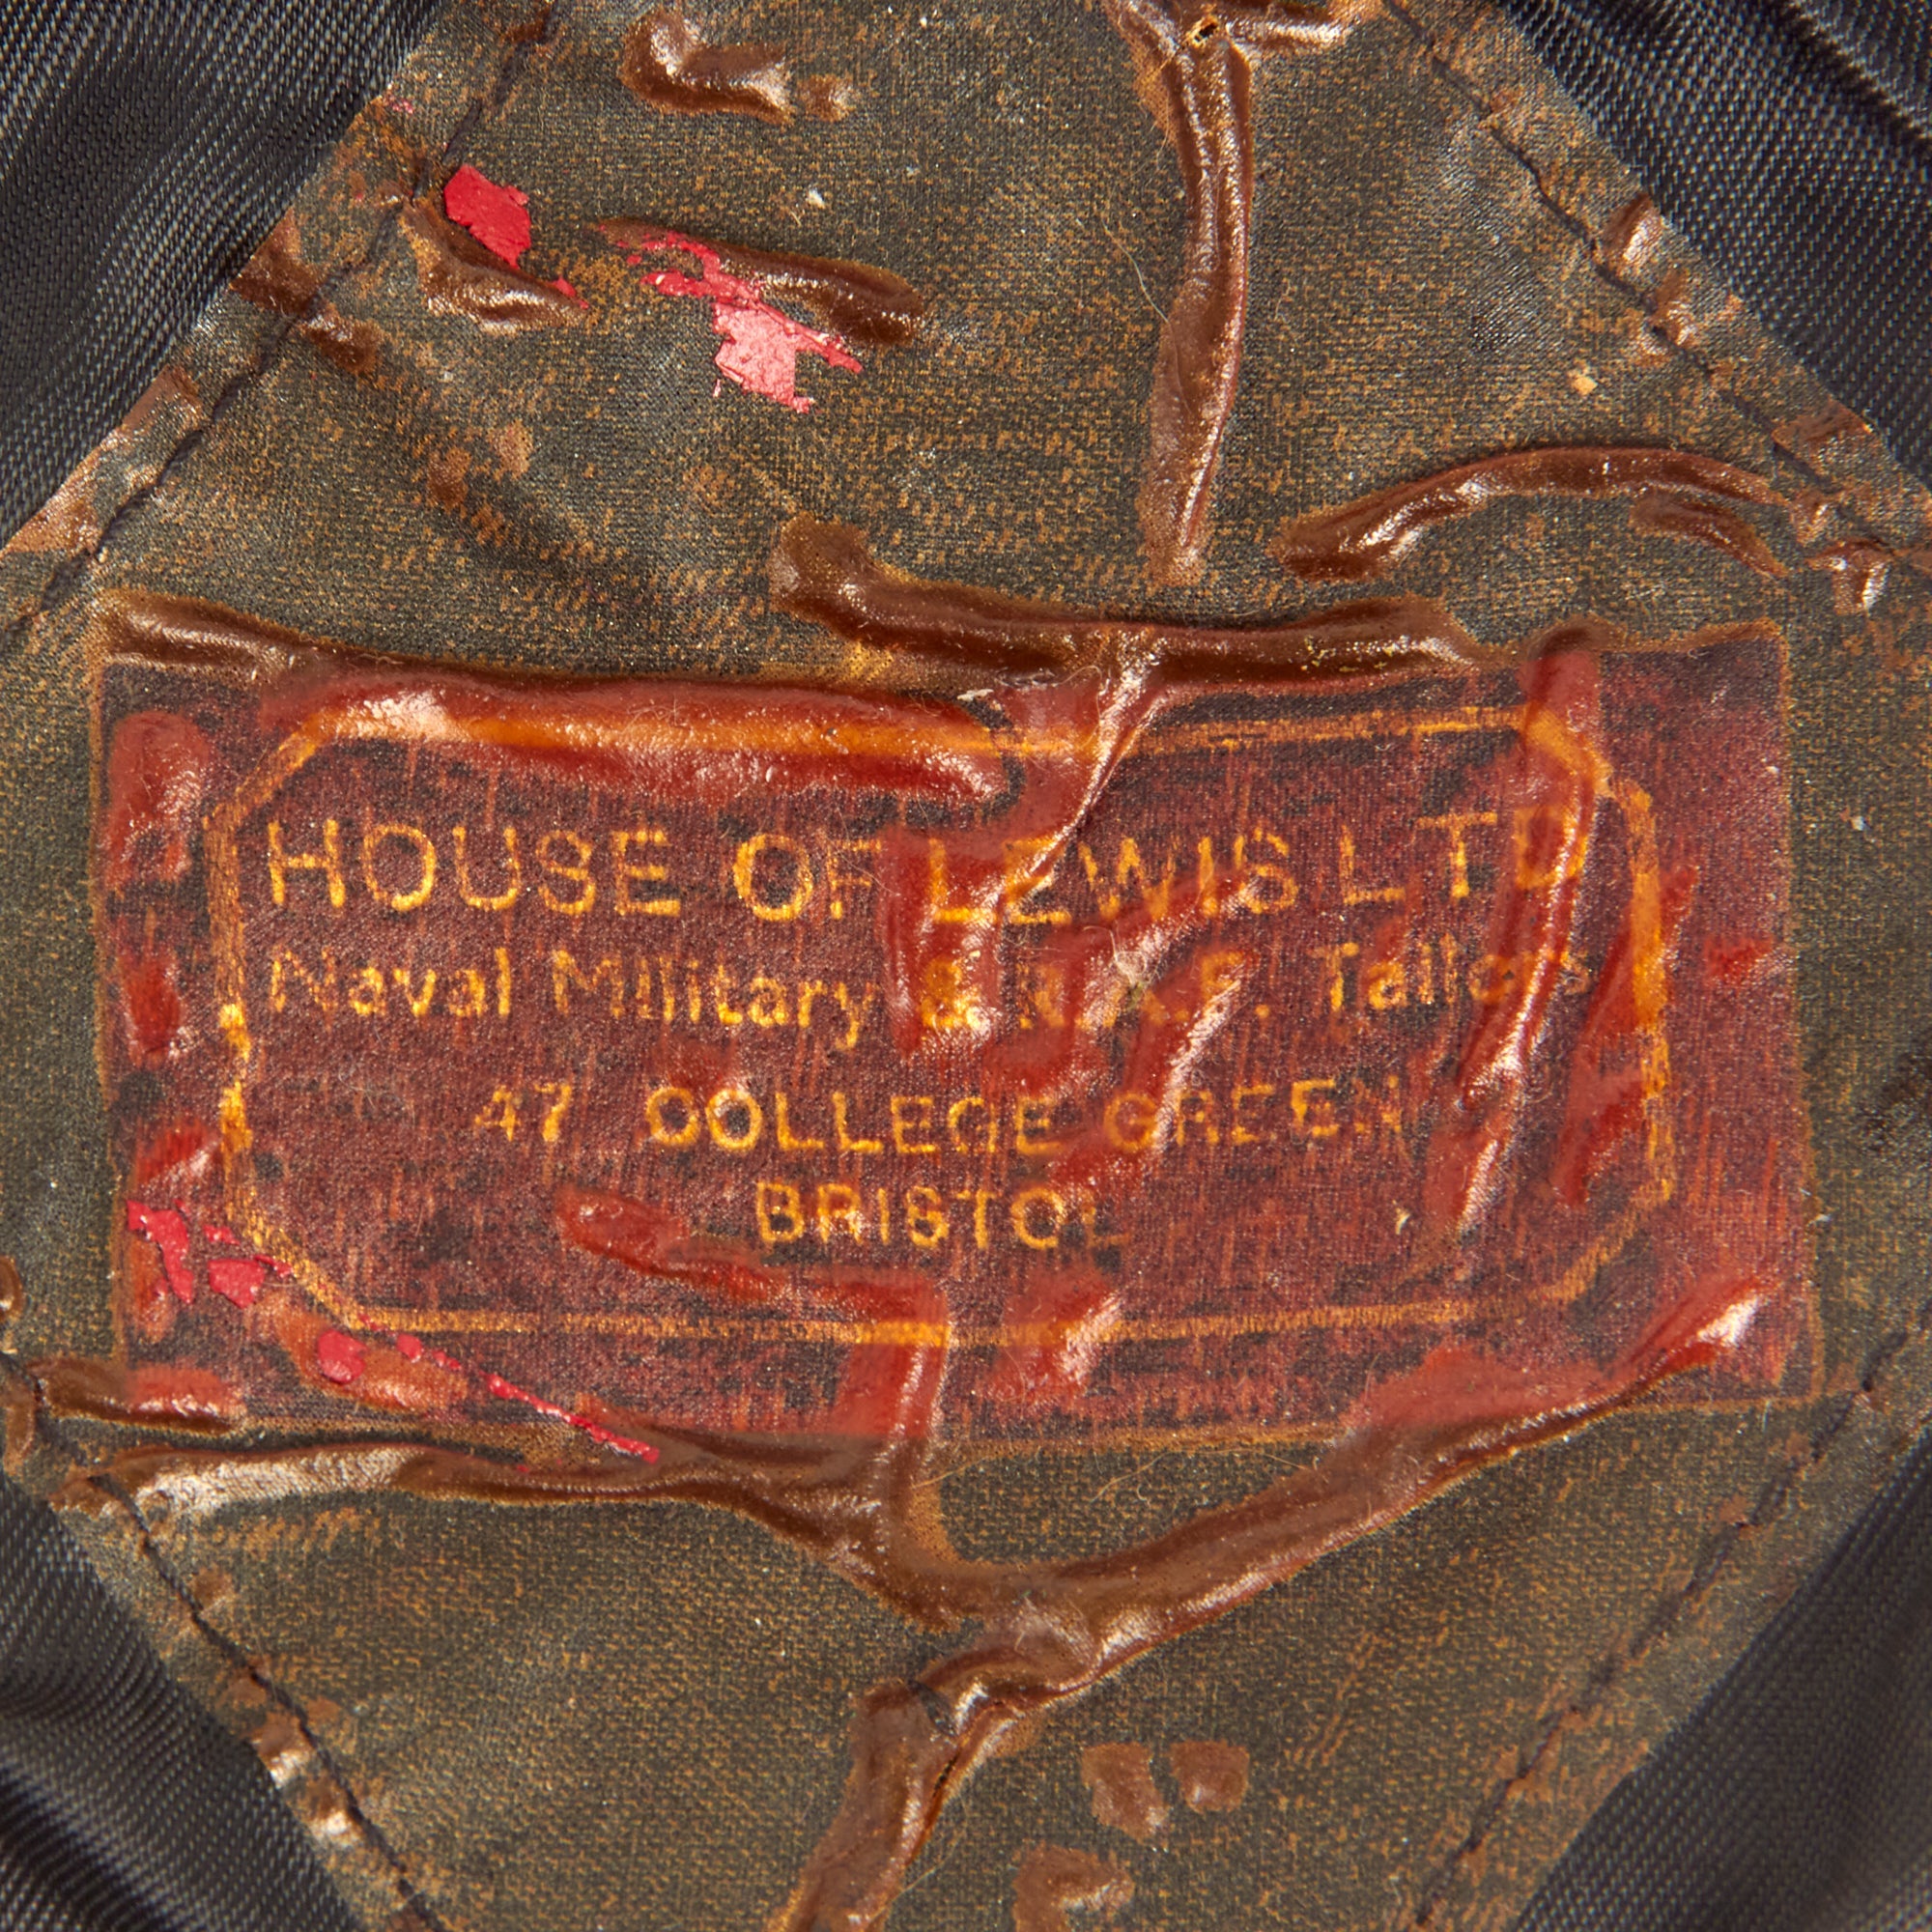 HOUSE OF LEWIS LTD
Naval Military & R.A.F. Tailors
47 COLLEGE GREEN
BRISTOL